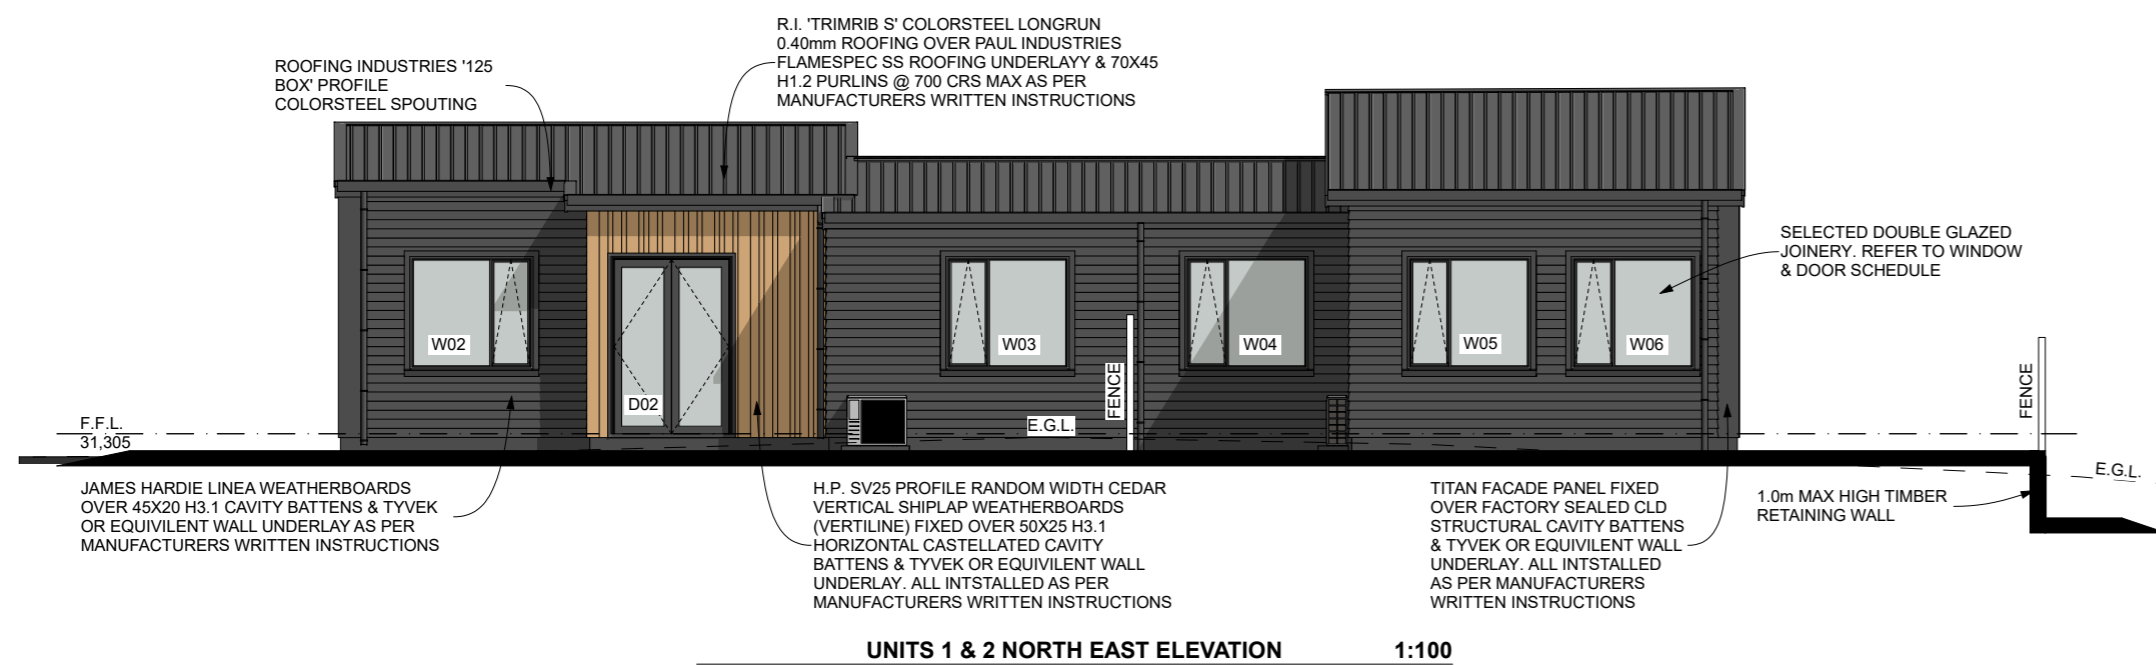 R.I. 'TRIMRIB S' COLORSTEEL LONGRUN
0.40mm ROOFING OVER PAUL INDUSTRIES
FLAMESPEC SS ROOFING UNDERLAYY & 70X45
H1.2 PURLINS @ 700 CRS MAX AS PER
MANUFACTURERS WRITTEN INSTRUCTIONS
ROOFING INDUSTRIES '125
BOX' PROFILE
COLORSTEEL SPOUTING
SELECTED DOUBLE GLAZED
JOINERY. REFER TO WINDOW
& DOOR SCHEDULE
W02
D02
W03
FENCE
W04
W05
W06
FENCE
F.F.L.
31,305
E.G.L.
E.G.L.
JAMES HARDIE LINEA WEATHERBOARDS
OVER 45X20 H3.1 CAVITY BATTENS & TYVEK
OR EQUIVILENT WALL UNDERLAY AS PER
MANUFACTURERS WRITTEN INSTRUCTIONS
H.P. SV25 PROFILE RANDOM WIDTH CEDAR
VERTICAL SHIPLAP WEATHERBOARDS
(VERTILINE) FIXED OVER 50X25 H3.1
HORIZONTAL CASTELLATED CAVITY
BATTENS & TYVEK OR EQUIVILENT WALL
UNDERLAY. ALL INTSTALLED AS PER
MANUFACTURERS WRITTEN INSTRUCTIONS
TITAN FACADE PANEL FIXED
OVER FACTORY SEALED CLD
STRUCTURAL CAVITY BATTENS
& TYVEK OR EQUIVILENT WALL
UNDERLAY. ALL INTSTALLED
AS PER MANUFACTURERS
WRITTEN INSTRUCTIONS
1.0m MAX HIGH TIMBER
RETAINING WALL
UNITS 1 & 2 NORTH EAST ELEVATION 1:100